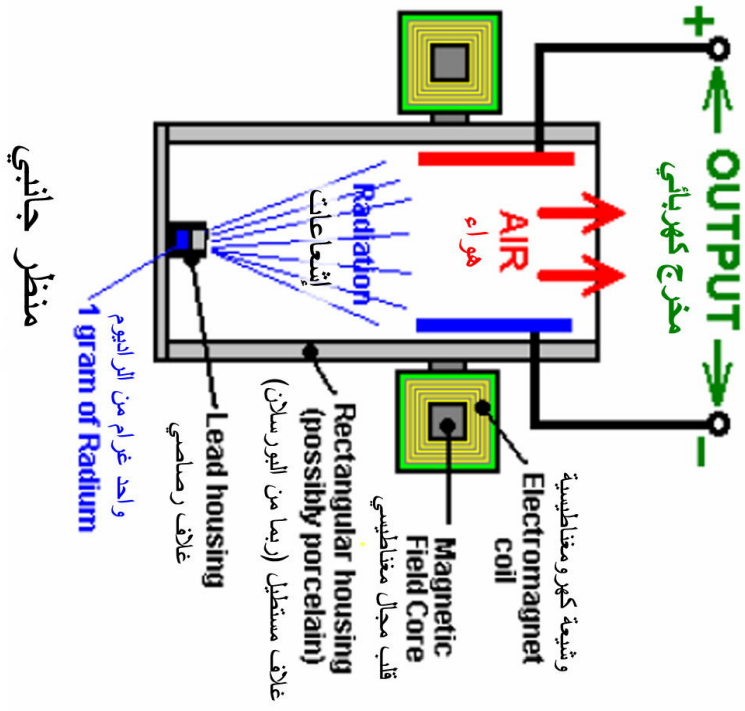 +
OUTPUT
مخرج كهربائي
-
AIR
هواء
Radiation
إشعاعات
وشيعة كهرومغناطيسية
Electromagnet
coil
Magnetic
Field Core
قلب مجال مغناطيسي
Rectangular housing
(possibly porcelain)
غلاف مستطيل (ربما من البورسلان)
Lead housing
غلاف رصاصي
واحد غرام من الراديوم
1 gram of Radium
منظر جانبي